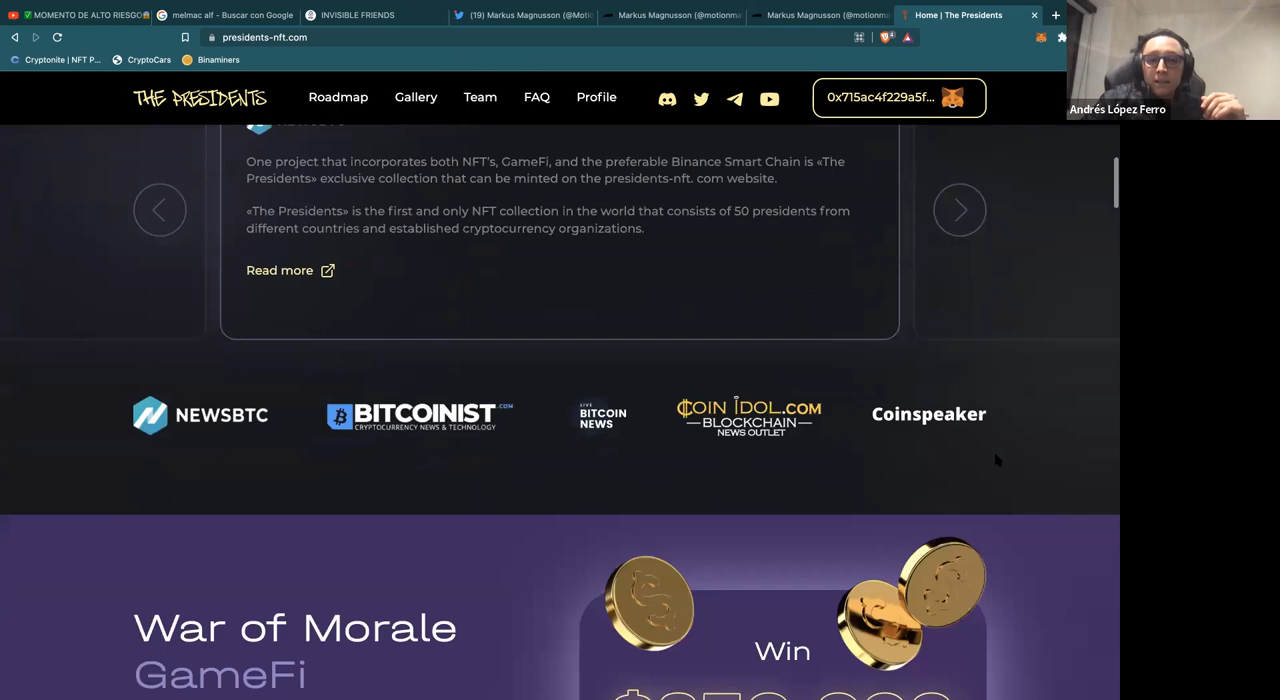 ✅ MOMENTO DE ALTO RIESGO
melmac alf - Buscar con Google
INVISIBLE FRIENDS
(19) Markus Magnusson (@Motio
Markus Magnusson (@motionma
Markus Magnusson (@motionma
Home | The Presidents
presidents-nft.com
Cryptonite | NFT P...
CryptoCars
Binaminers
Andrés López Ferro
THE PRESIDENTS
Roadmap
Gallery
Team
FAQ
Profile
0x715ac4f229a5f...
One project that incorporates both NFT's, GameFi, and the preferable Binance Smart Chain is «The
Presidents» exclusive collection that can be minted on the presidents-nft. com website.
«The Presidents» is the first and only NFT collection in the world that consists of 50 presidents from
different countries and established cryptocurrency organizations.
Read more
NEWSBTC
BITCOINIST.COM
CRYPTOCURRENCY NEWS & TECHNOLOGY
LIVE
BITCOIN
NEWS
COIN IDOL.COM
BLOCKCHAIN
NEWS OUTLET
Coinspeaker
War of Morale
GameFi
Win